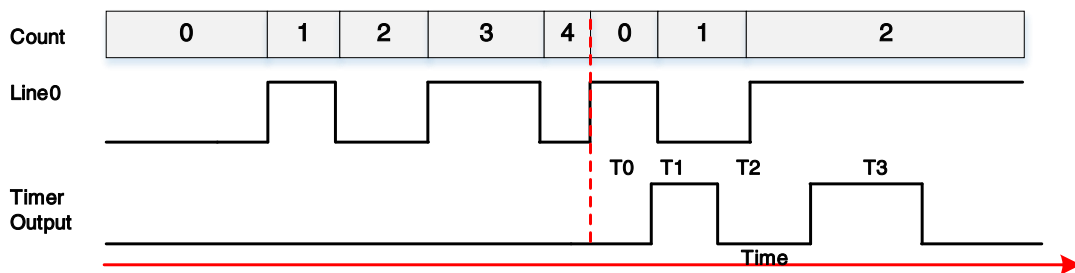 Count 0 1 2 3 4 0 1 2
Line0
T0 T1 T2 T3
Timer
Output
Time